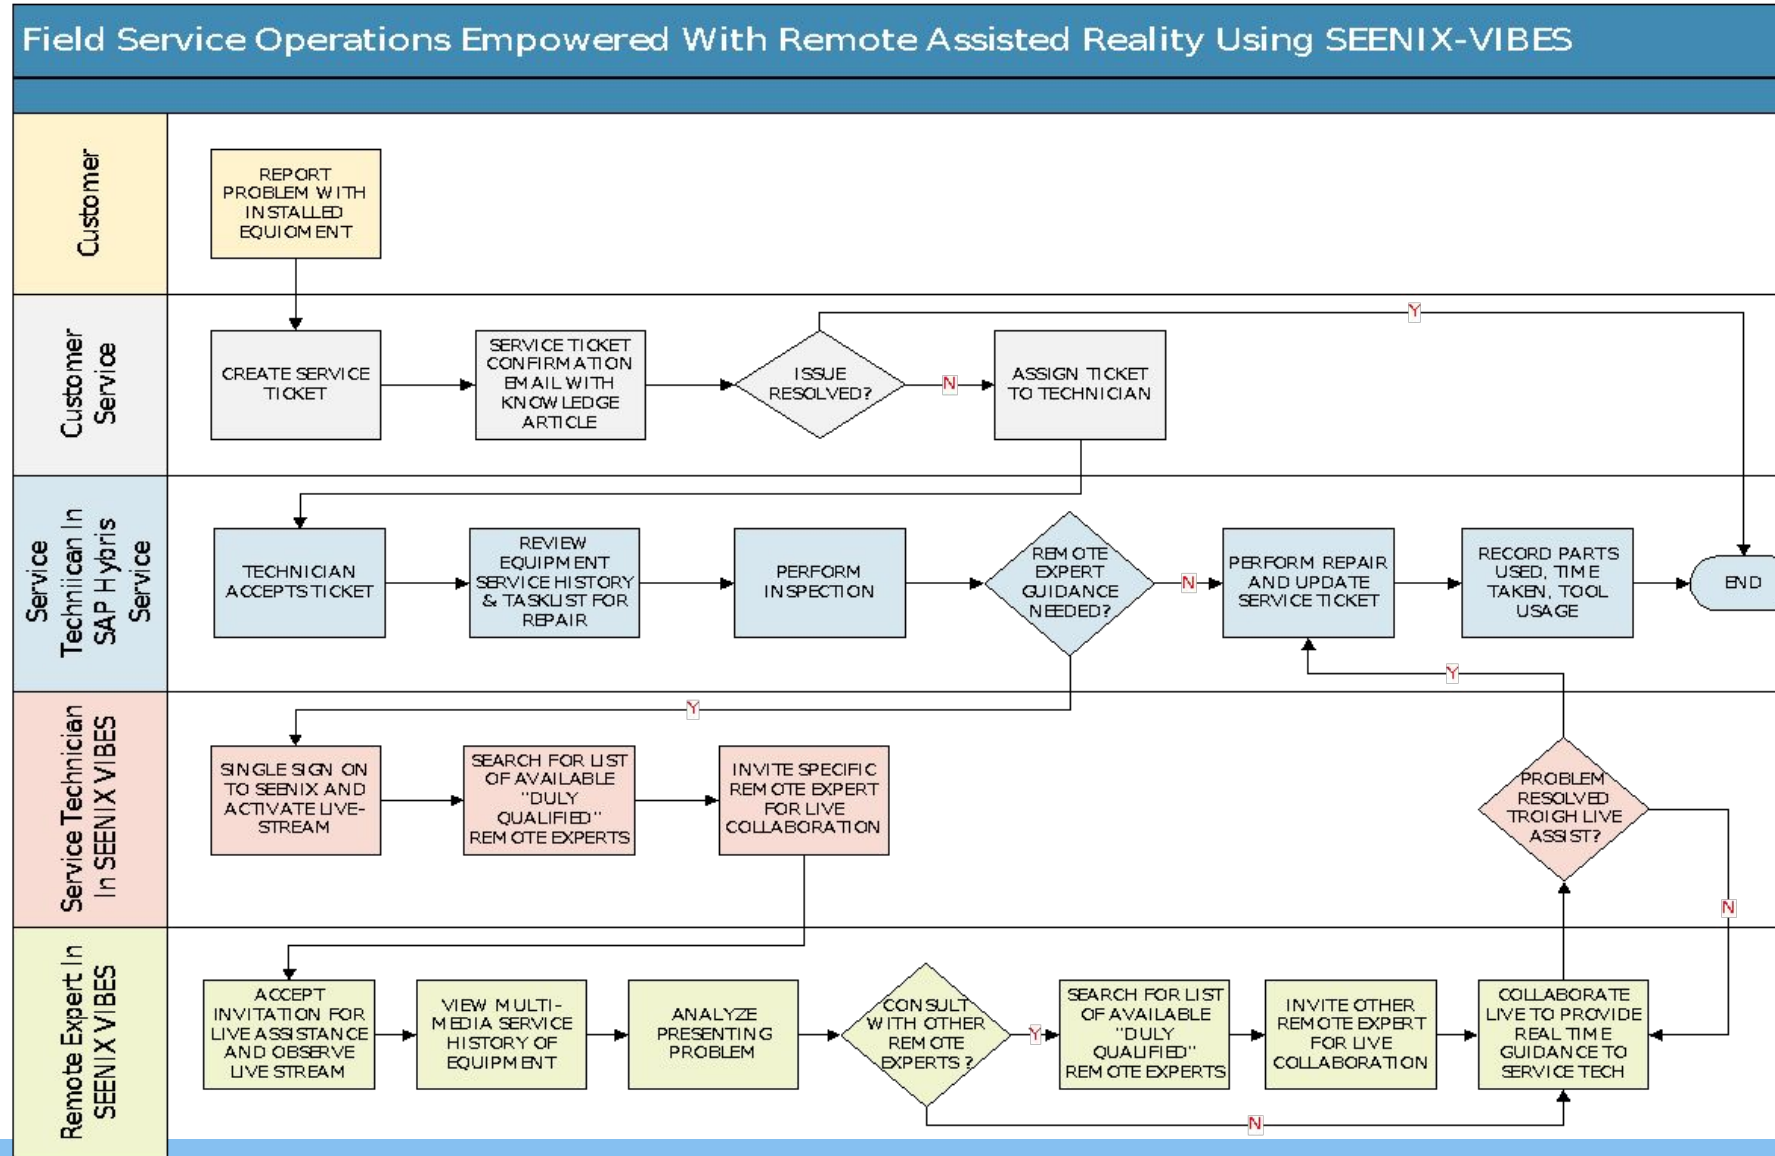 Field Service Operations Empowered With Remote Assisted Reality Using SEENIX-VIBES
Customer
REPORT
PROBLEM WITH
INSTALLED
EQUIOMENT
Customer
Service
CREATE SERVICE
TICKET
SERVICE TICKET
CONFIRMATION
EMAIL WITH
KNOWLEDGE
ARTICLE
ISSUE
RESOLVED?
N
Y
ASSIGN TICKET
TO TECHNICIAN
Service
Techniican In
SAP Hybris
Service
TECHNICIAN
ACCEPTS TICKET
REVIEW
EQUIPMENT
SERVICE HISTORY
& TASKLIST FOR
REPAIR
PERFORM
INSPECTION
REMOTE
EXPERT
GUIDANCE
NEEDED?
N
PERFORM REPAIR
AND UPDATE
SERVICE TICKET
RECORD PARTS
USED, TIME
TAKEN, TOOL
USAGE
END
Y
Y
Service Technician
In SEENIX VIBES
SINGLE SIGN ON
TO SEENIX AND
ACTIVATE LIVE-
STREAM
SEARCH FOR LIST
OF AVAILABLE
"DULY
QUALIFIED"
REMOTE EXPERTS
INVITE SPECIFIC
REMOTE EXPERT
FOR LIVE
COLLABORATION
PROBLEM
RESOLVED
TROIGH LIVE
ASSIST?
N
Remote Expert In
SEENIX VIBES
ACCEPT
INVITATION FOR
LIVE ASSISTANCE
AND OBSERVE
LIVE STREAM
VIEW MULTI-
MEDIA SERVICE
HISTORY OF
EQUIPMENT
ANALYZE
PRESENTING
PROBLEM
CONSULT
WITH OTHER
REMOTE
EXPERTS ?
Y
SEARCH FOR LIST
OF AVAILABLE
"DULY
QUALIFIED"
REMOTE EXPERTS
INVITE OTHER
REMOTE EXPERT
FOR LIVE
COLLABORATION
COLLABORATE
LIVE TO PROVIDE
REAL TIME
GUIDANCE TO
SERVICE TECH
N